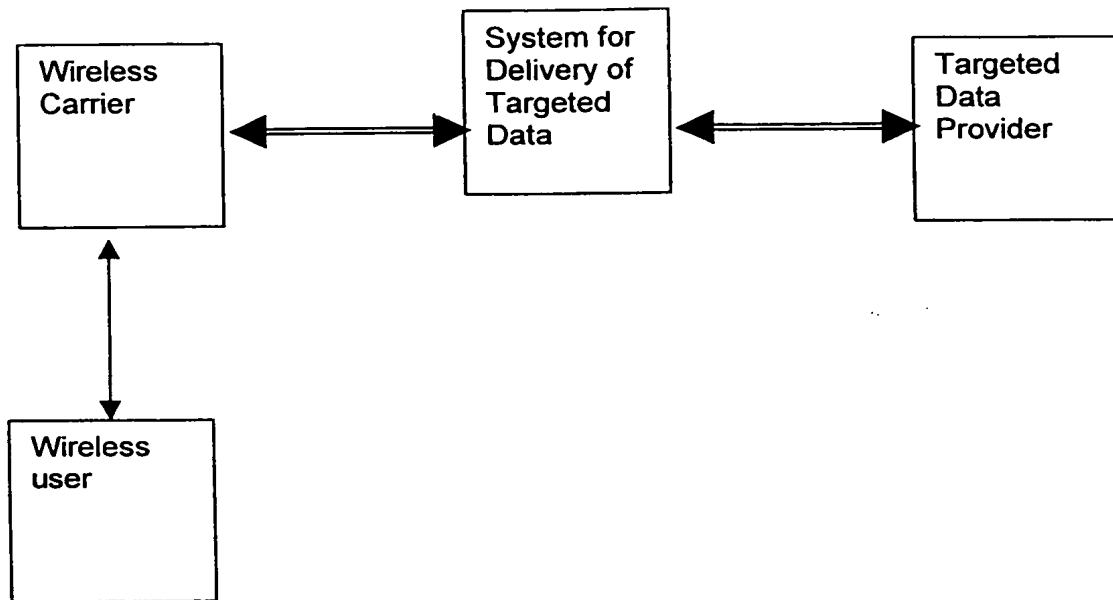 Wireless
Carrier
System for
Delivery of
Targeted
Data
Targeted
Data
Provider
Wireless
user